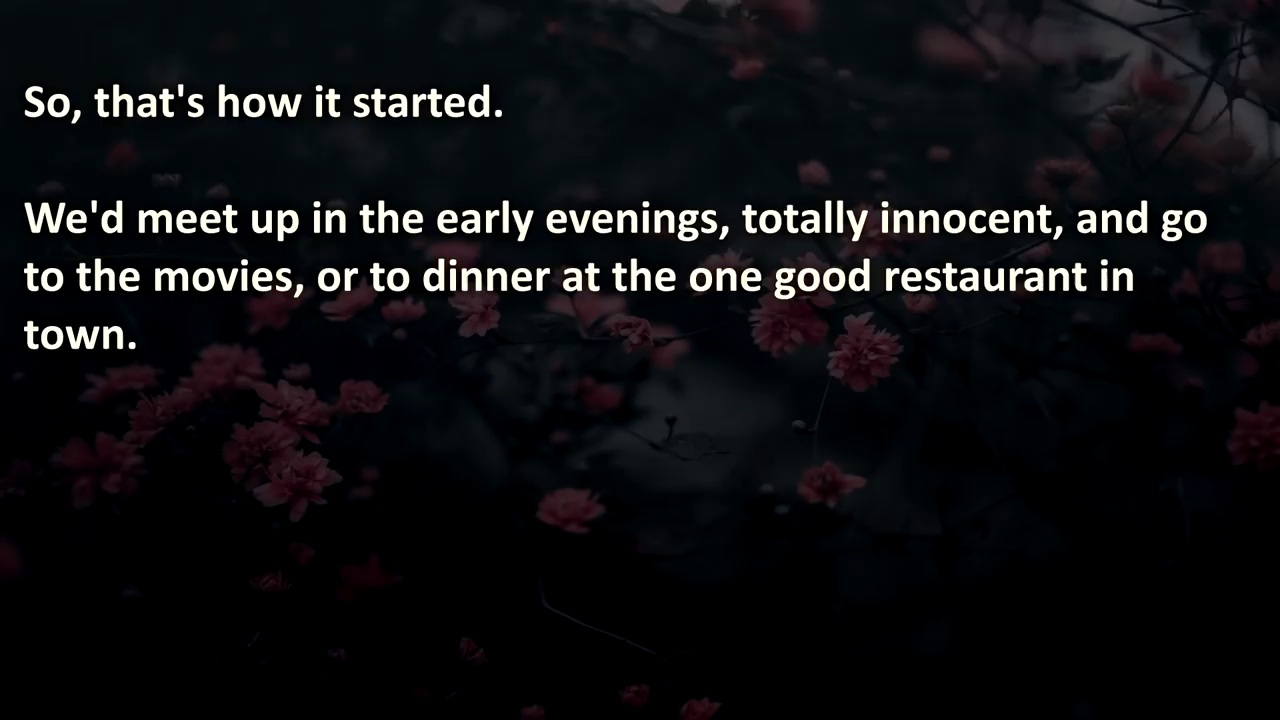 So, that's how it started.
We'd meet up in the early evenings, totally innocent, and go
to the movies, or to dinner at the one good restaurant in
town.